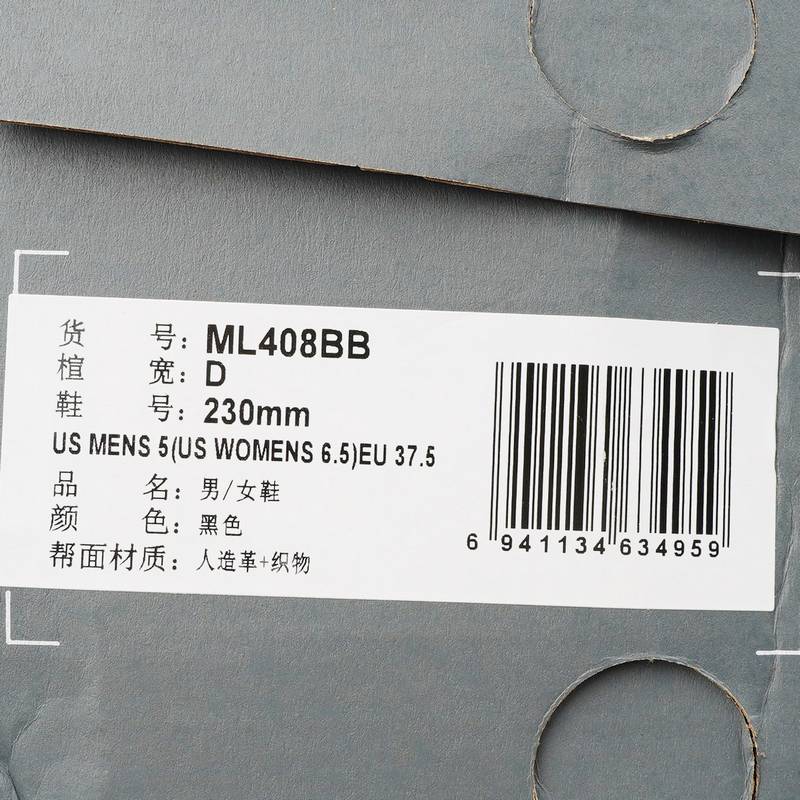 货 号：ML408BB
楦 宽：D
鞋 号：230mm
US MENS 5(US WOMENS 6.5)EU 37.5
品 名：男/女鞋
颜 色：黑色
帮面材质：人造革+织物
6 941134 634959